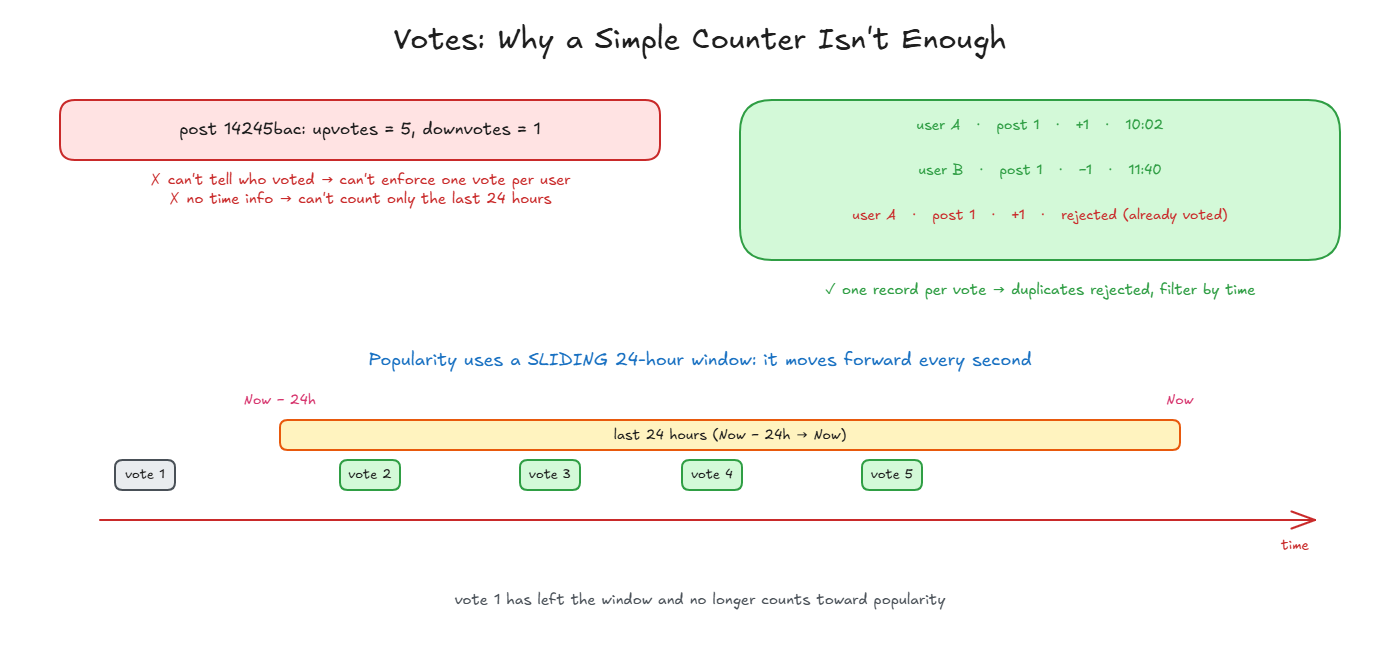 Votes: Why a Simple Counter Isn't Enough
post 14245bac: upvotes = 5, downvotes = 1
✗ can't tell who voted → can't enforce one vote per user
✗ no time info → can't count only the last 24 hours
user A · post 1 · +1 · 10:02
user B · post 1 · −1 · 11:40
user A · post 1 · +1 · rejected (already voted)
✓ one record per vote → duplicates rejected, filter by time
Popularity uses a SLIDING 24-hour window: it moves forward every second
Now − 24h
Now
last 24 hours (Now − 24h → Now)
vote 1
vote 2
vote 3
vote 4
vote 5
time
vote 1 has left the window and no longer counts toward popularity